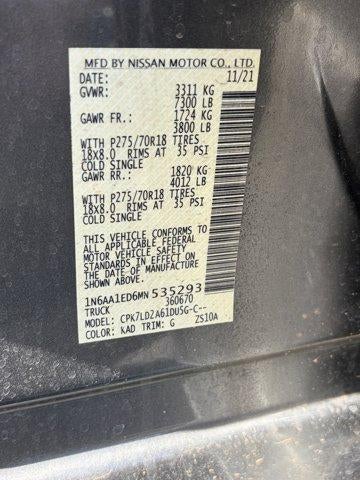 MFD BY NISSAN MOTOR CO., LTD.
DATE: 11/21
GVWR: 3311 KG
7300 LB
GAWR FR.: 1724 KG
3800 LB
WITH P275/70R18 TIRES
18x8.0 RIMS AT 35 PSI
COLD SINGLE
GAWR RR.: 1820 KG
4012 LB
WITH P275/70R18 TIRES
18x8.0 RIMS AT 35 PSI
COLD SINGLE
THIS VEHICLE CONFORMS TO
ALL APPLICABLE FEDERAL
MOTOR VEHICLE SAFETY
STANDARDS IN EFFECT ON
THE DATE OF MANUFACTURE
SHOWN ABOVE.
1N6AA1ED6MN535293
TRUCK 360670
MODEL: CPK7LDZA61DUSG-C--
COLOR: KAD TRIM: G ZS10A